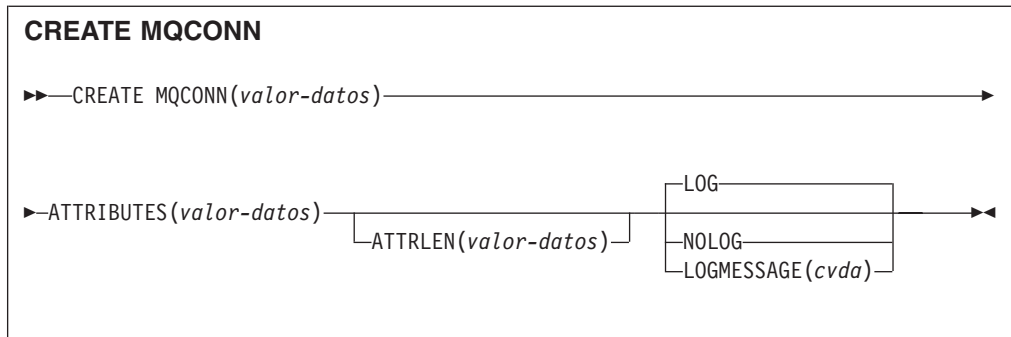 CREATE MQCONN
CREATE MQCONN(valor-datos)
ATTRIBUTES(valor-datos)
ATTRLEN(valor-datos)
LOG
NOLOG
LOGMESSAGE(cvda)